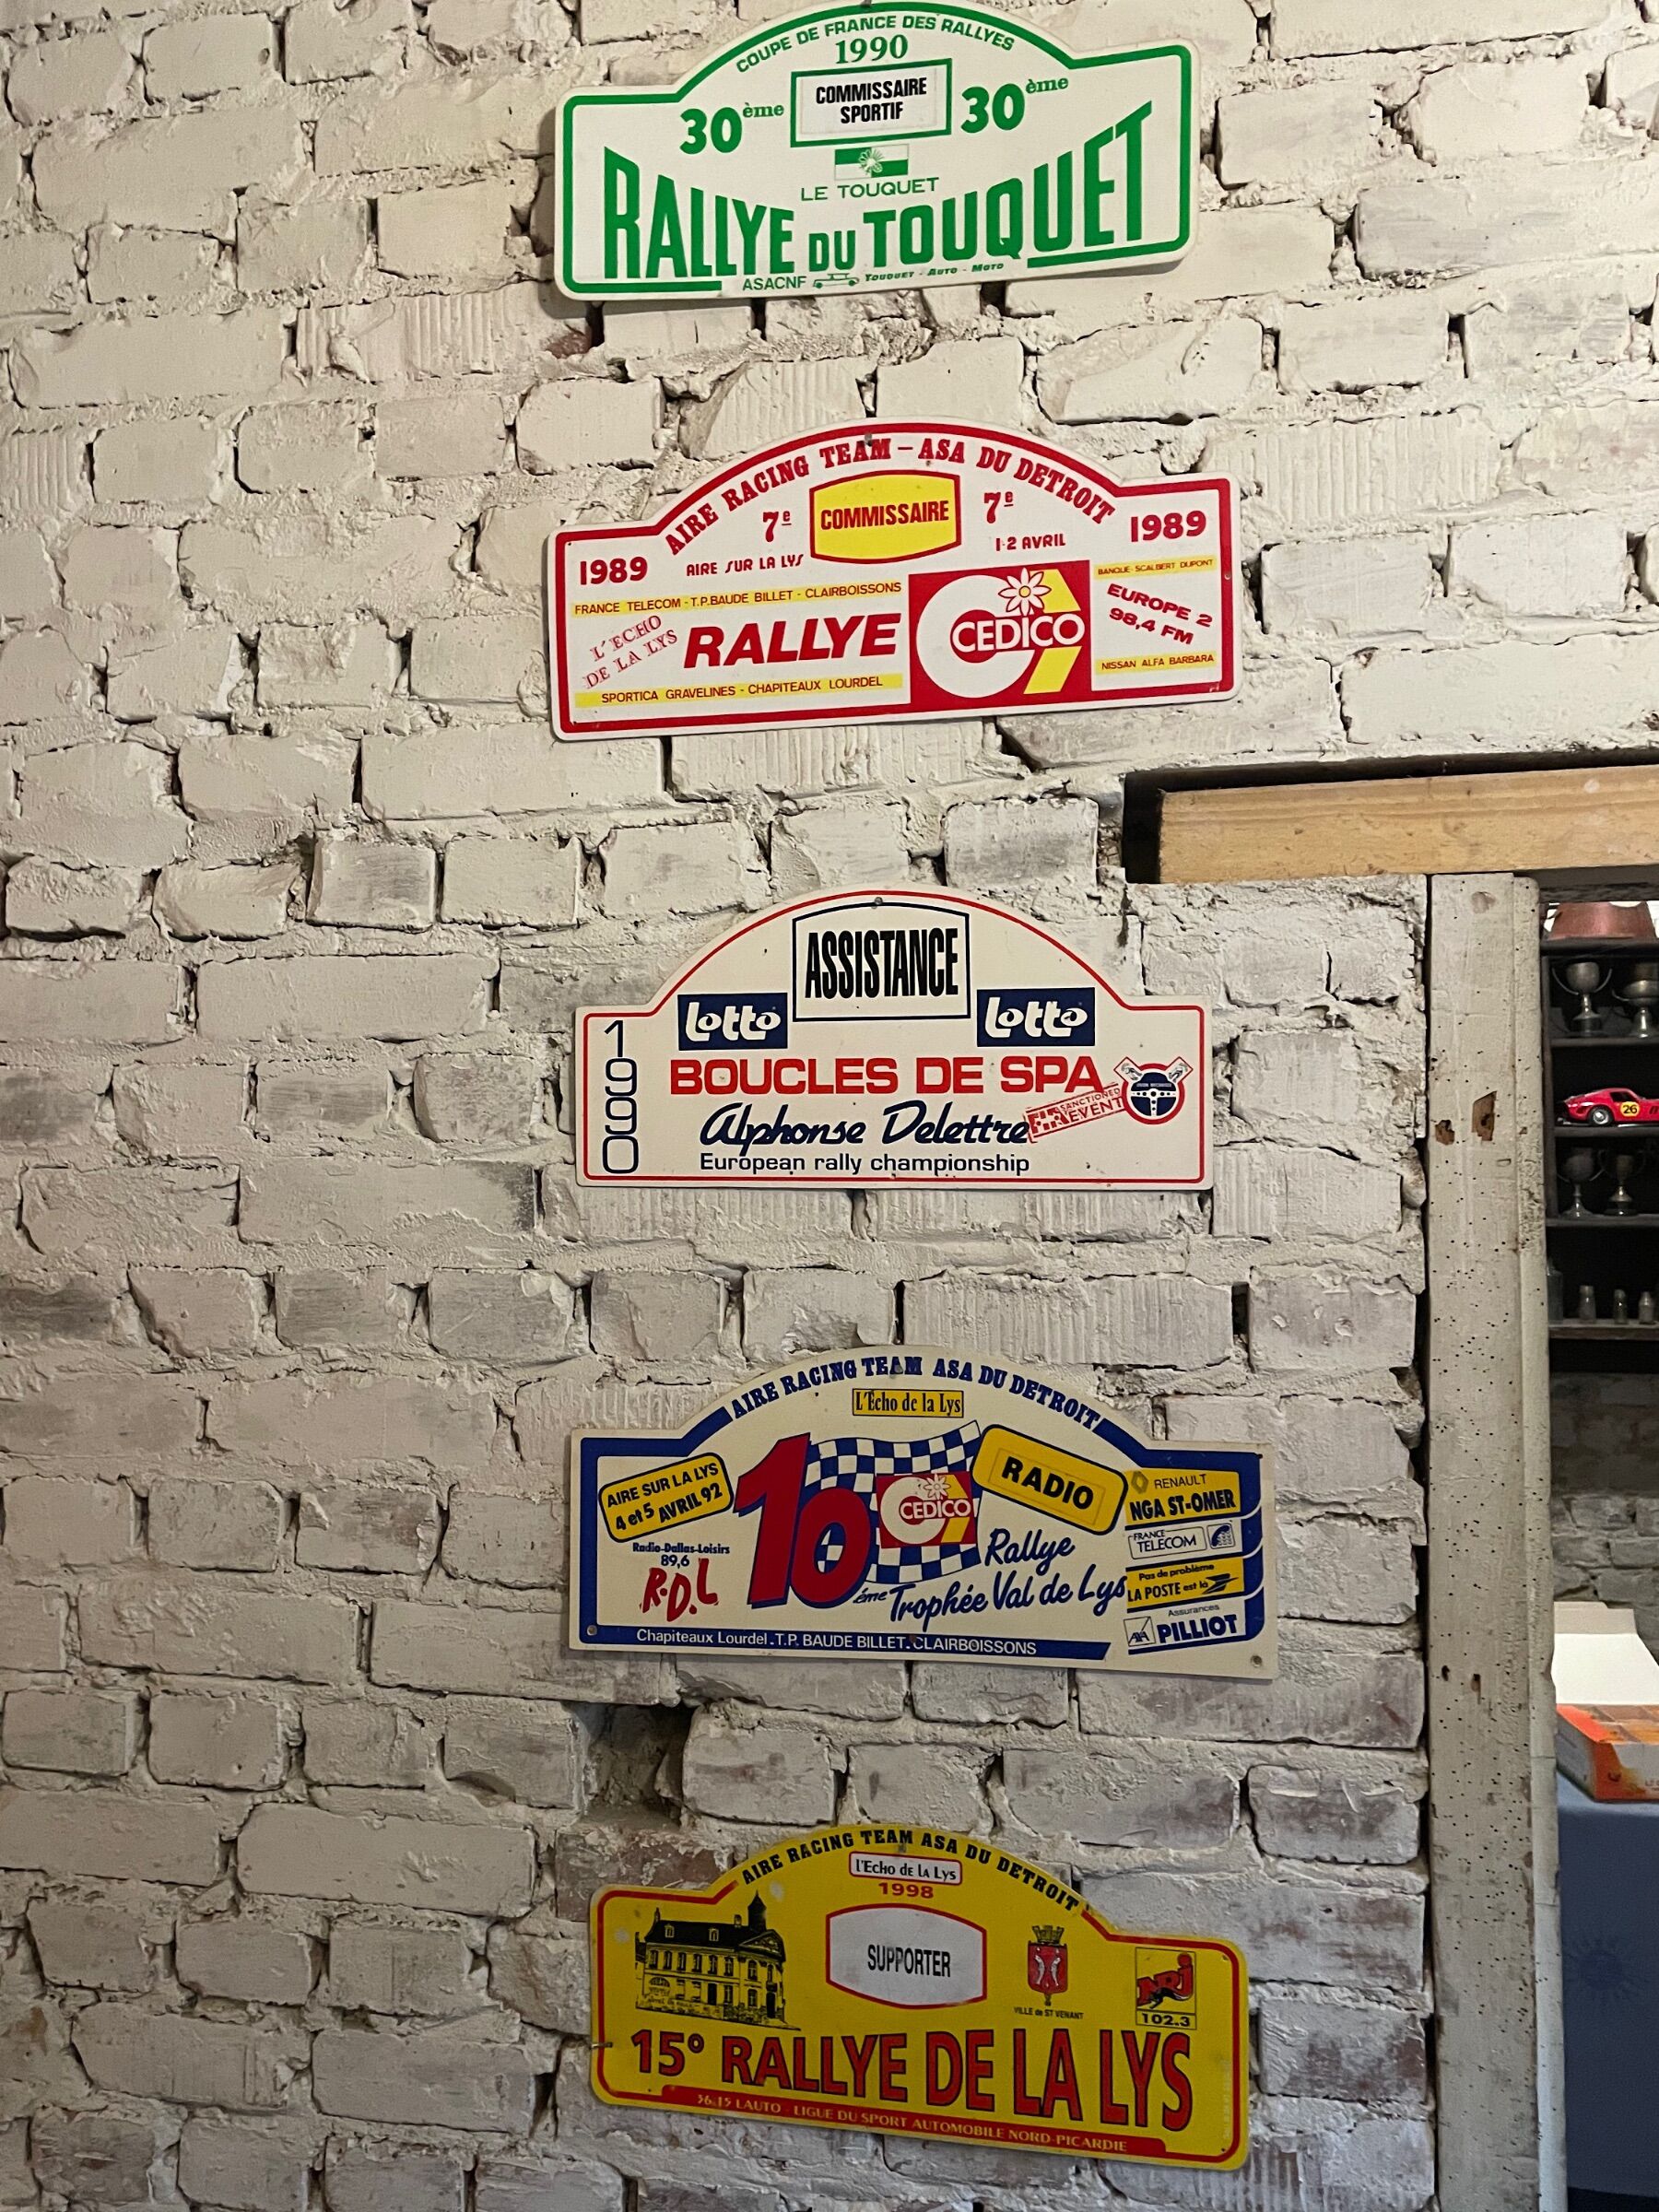 COUPE DE FRANCE DES RALLYES
1990
30ème COMMISSAIRE SPORTIF 30ème
LE TOUQUET
RALLYE DU TOUQUET
ASACNF TOUQUET - AUTO - MOTO
AIRE RACING TEAM - ASA DU DETROIT
7e COMMISSAIRE 7e
1989 AIRE SUR LA LYS 1-2 AVRIL 1989
FRANCE TELECOM - T.P.BAUDE BILLET - CLAIRBOISSONS
BANQUE SCALBERT DUPONT
L'ECHO DE LA LYS
RALLYE
CEDICO
EUROPE 2
98,4 FM
NISSAN ALFA BARBARA
SPORTICA GRAVELINES - CHAPITEAUX LOURDEL
ASSISTANCE
Lotto Lotto
1990
BOUCLES DE SPA
Alphonse Delettre
SANCTIONED
EVENT
European rally championship
AIRE RACING TEAM ASA DU DETROIT
L'Écho de la Lys
AIRE SUR LA LYS
4 et 5 AVRIL 92
10
ème
CEDICO
RADIO
Rallye
Trophée Val de Lys
Radio-Dallas-Loisirs
89,6
R.D.L
RENAULT
NGA ST-OMER
FRANCE TELECOM
Pas de problème
LA POSTE est là
Assurances
AXA PILLIOT
Chapiteaux Lourdel.T.P. BAUDE BILLET.CLAIRBOISSONS
AIRE RACING TEAM ASA DU DETROIT
l'Echo de la Lys
1998
SUPPORTER
VILLE de ST VENANT
NRJ
102.3
15° RALLYE DE LA LYS
36.15 LAUTO - LIGUE DU SPORT AUTOMOBILE NORD-PICARDIE
26